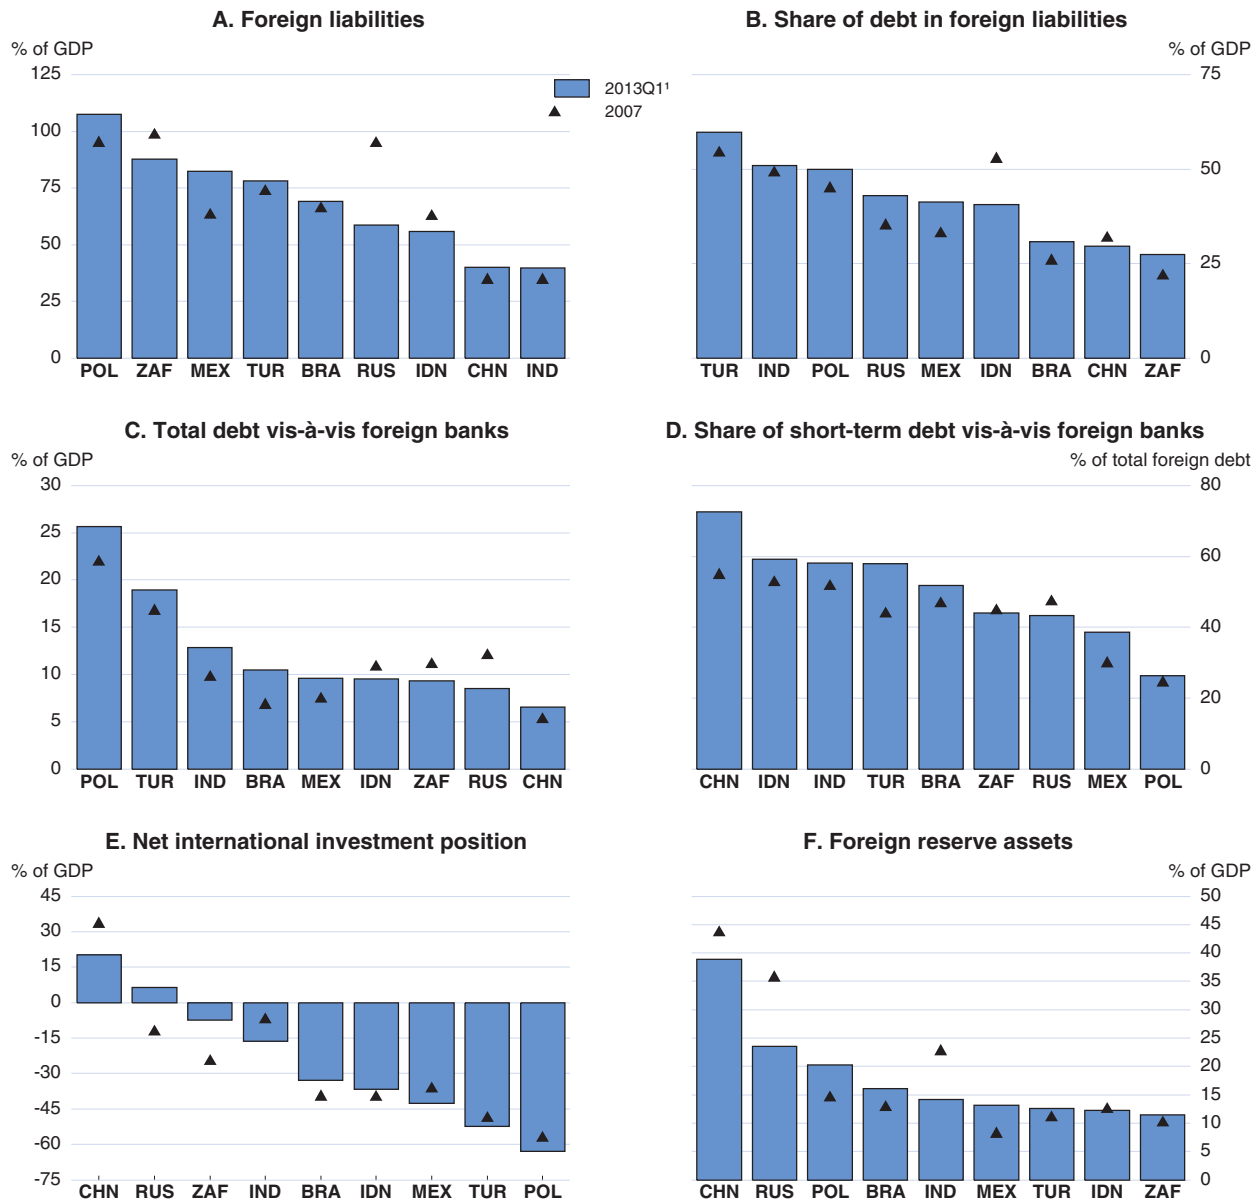 A. Foreign liabilities
% of GDP
125
100
75
50
25
0
2013Q1¹
2007
POL ZAF MEX TUR BRA RUS IDN CHN IND
B. Share of debt in foreign liabilities
% of GDP
75
50
25
0
TUR IND POL RUS MEX IDN BRA CHN ZAF
C. Total debt vis-à-vis foreign banks
% of GDP
30
25
20
15
10
5
0
POL TUR IND BRA MEX IDN ZAF RUS CHN
D. Share of short-term debt vis-à-vis foreign banks
% of total foreign debt
80
60
40
20
0
CHN IDN IND TUR BRA ZAF RUS MEX POL
E. Net international investment position
% of GDP
45
30
15
0
-15
-30
-45
-60
-75
CHN RUS ZAF IND BRA IDN MEX TUR POL
F. Foreign reserve assets
% of GDP
50
45
40
35
30
25
20
15
10
5
0
CHN RUS POL BRA IND MEX TUR IDN ZAF